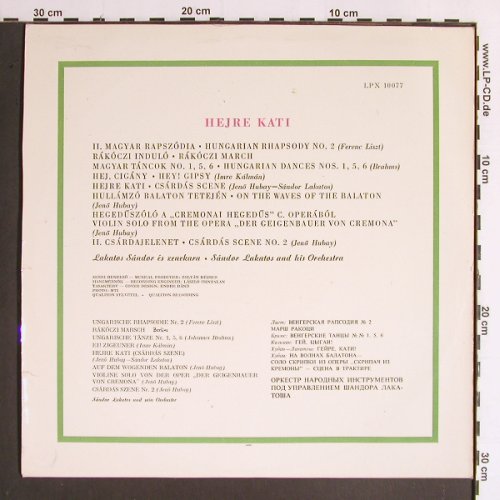 30 cm
20 cm
10 cm
www.LP-CD.de
LPX 10077
HEJRE KATI
II. MAGYAR RAPSZÓDIA • HUNGARIAN RHAPSODY NO. 2 (Ferenc Liszt)
RÁKÓCZI INDULÓ • RÁKÓCZI MARCH
MAGYAR TÁNCOK NO. 1, 5, 6 • HUNGARIAN DANCES NOS. 1, 5, 6 (Brahms)
HEJ, CIGÁNY • HEY! GIPSY (Imre Kálmán)
HEJRE KATI • CSÁRDÁS SCENE (Jenő Hubay—Sándor Lakatos)
HULLÁMZÓ BALATON TETEJÉN • ON THE WAVES OF THE BALATON
(Jenő Hubay)
HEGEDŰSZÓLÓ A „CREMONAI HEGEDŰS” C. OPERÁBÓL
VIOLIN SOLO FROM THE OPERA „DER GEIGENBAUER VON CREMONA”
(Jenő Hubay)
II. CSÁRDAJELENET • CSÁRDÁS SCENE NO. 2 (Jenő Hubay)
Lakatos Sándor és zenekara • Sándor Lakatos and his Orchestra
QUALITON FELVÉTEL • QUALITON RECORDING
UNGARISCHE RHAPSODIE Nr. 2 (Ferenc Liszt)
RÁKÓCZI MARSCH
UNGARISCHE TÄNZE Nr. 1, 5, 6 (Johannes Brahms)
HEJ ZIGEUNER (Imre Kálmán)
HEJRE KATI (CSÁRDÁS SZENE)
(Jenő Hubay—Sándor Lakatos)
AUF DEM WOGENDEN BALATON (Jenő Hubay)
VIOLINE SOLO VON DER OPER „DER GEIGENBAUER
VON CREMONA” (Jenő Hubay)
CSÁRDÁS-SZENE Nr. 2 (Jenő Hubay)
Sándor Lakatos und sein Orchester
Лист: ВЕНГЕРСКАЯ РАПСОДИЯ № 2
МАРШ РАКОЦИ
ВЕНГЕРСКИЕ ТАНЦЫ №№ 1, 5, 6
Кальман: ГЕЙ, ЦЫГАН!
ГЕЙРЕ, КАТИ!
Хубаи: НА ВОЛНАХ БАЛАТОНА—
СОЛО СКРИПКИ ИЗ ОПЕРЫ „СКРИПАЧ ИЗ
КРЕМОНЫ” — СЦЕНА В ТРАКТИРЕ
ОРКЕСТР НАРОДНЫХ ИНСТРУМЕНТОВ
ПОД УПРАВЛЕНИЕМ ШАНДОРА ЛАКА-
ТОША
10 cm
20 cm
30 cm